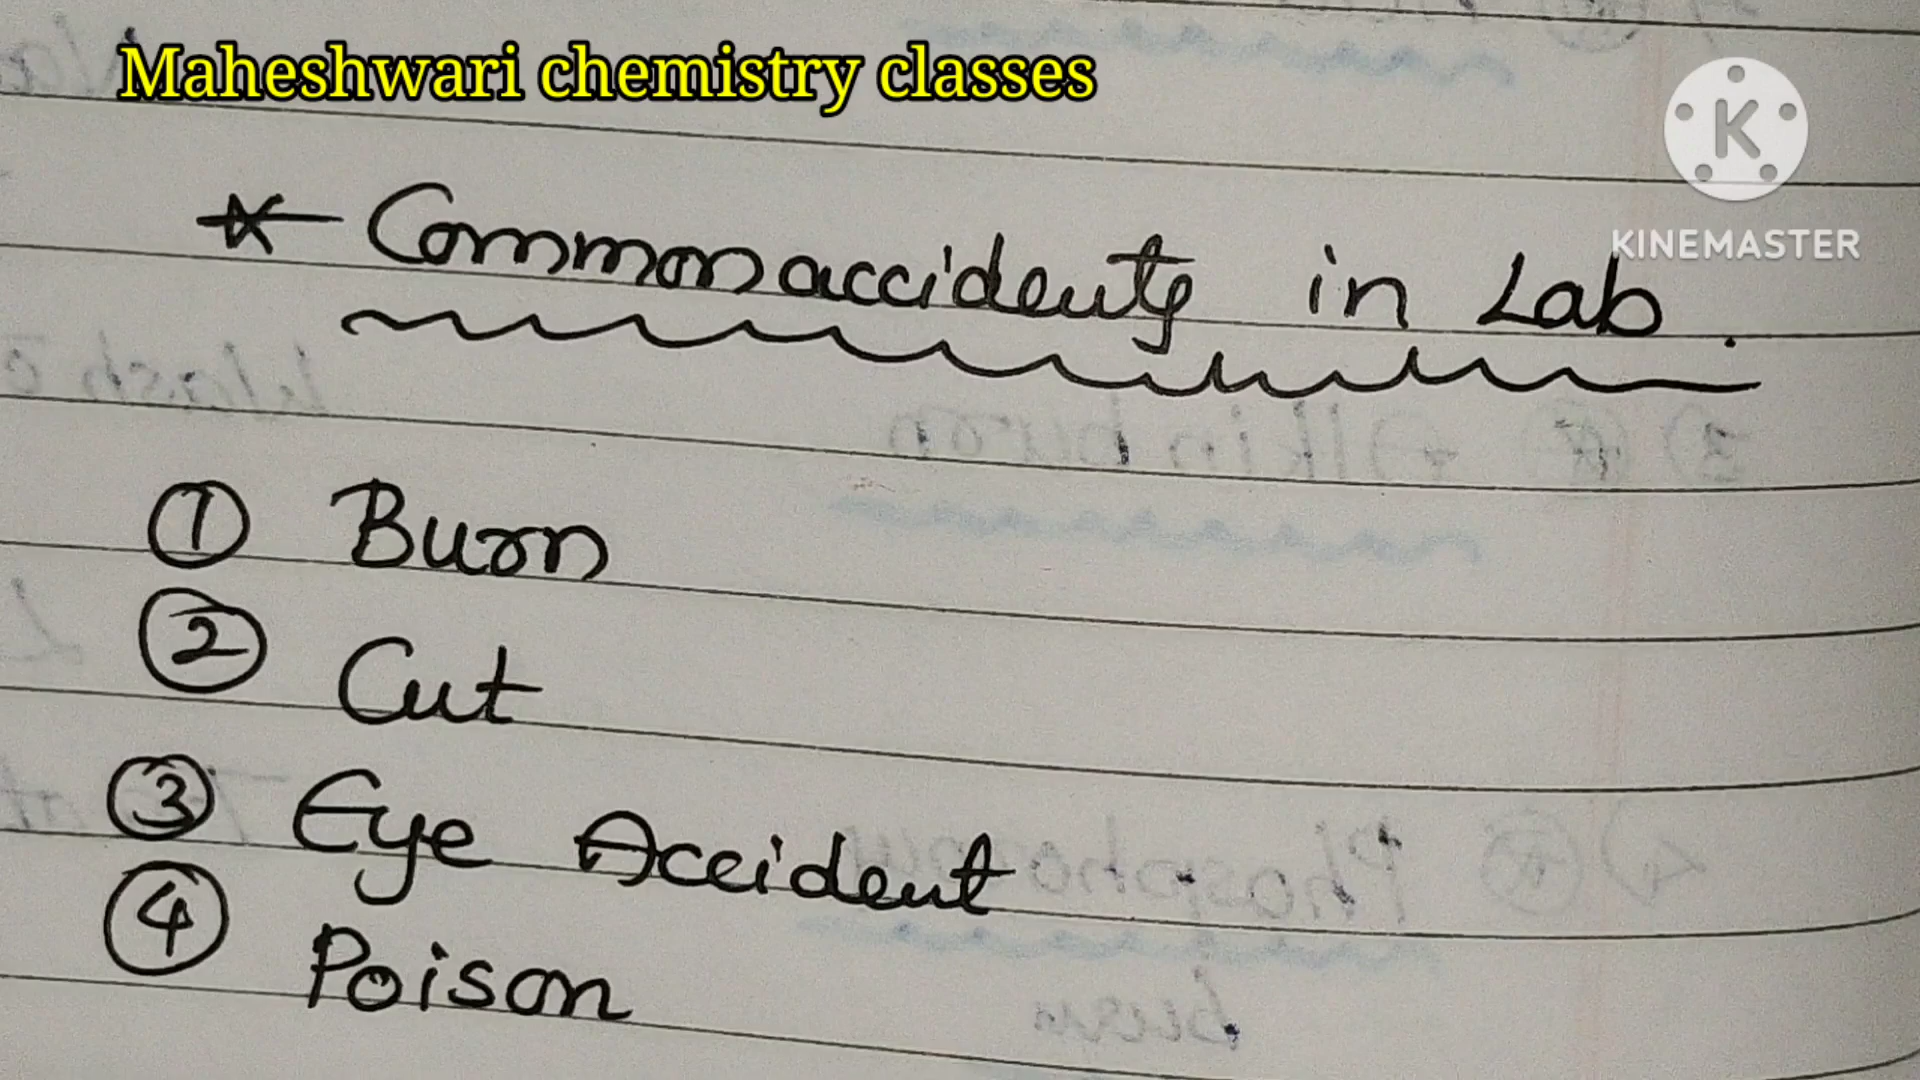 Maheshwari chemistry classes
K
KINEMASTER
* Common accidents in Lab.
① Burn
② Cut
③ Eye Accident
④ Poison